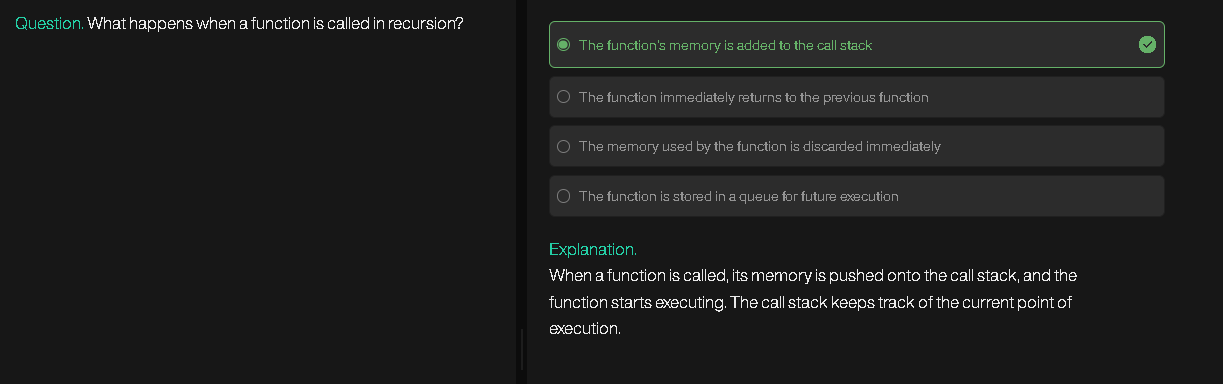 Question. What happens when a function is called in recursion?
The function's memory is added to the call stack
The function immediately returns to the previous function
The memory used by the function is discarded immediately
The function is stored in a queue for future execution
Explanation.
When a function is called, its memory is pushed onto the call stack, and the
function starts executing. The call stack keeps track of the current point of
execution.